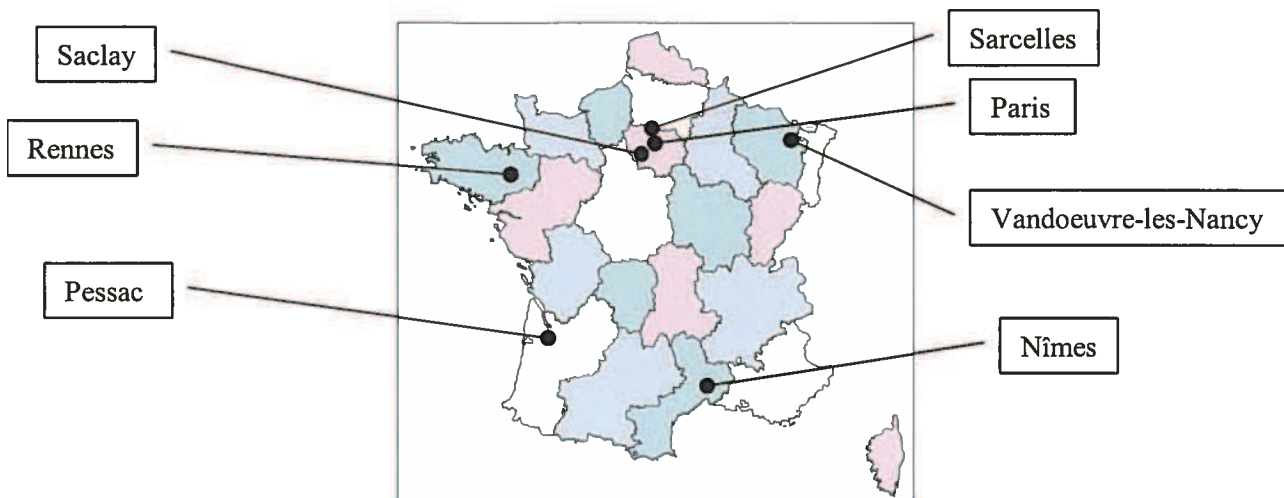 Saclay
Sarcelles
Paris
Rennes
Vandoeuvre-les-Nancy
Pessac
Nîmes